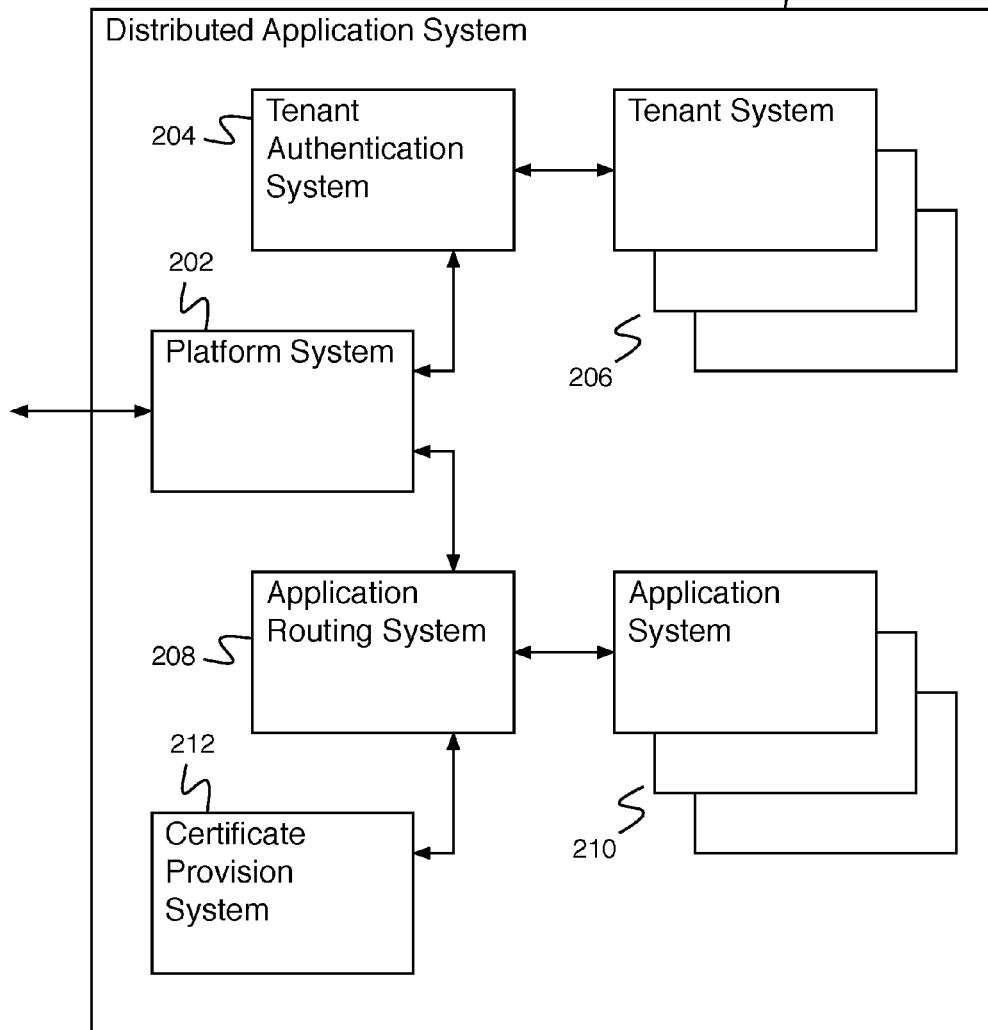 Distributed Application System
204
Tenant
Authentication
System
Tenant System
202
Platform System
206
Application
Routing System
208
Application
System
212
Certificate
Provision
System
210